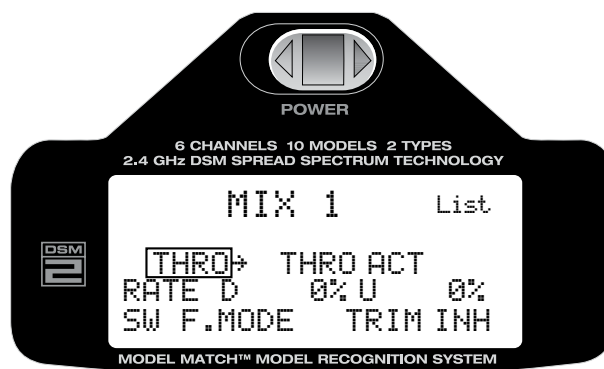 POWER
6 CHANNELS 10 MODELS 2 TYPES
2.4 GHz DSM SPREAD SPECTRUM TECHNOLOGY
MIX 1 List
DSM
2
THRO→ THRO ACT
RATE D 0% U 0%
SW F.MODE TRIM INH
MODEL MATCH™ MODEL RECOGNITION SYSTEM